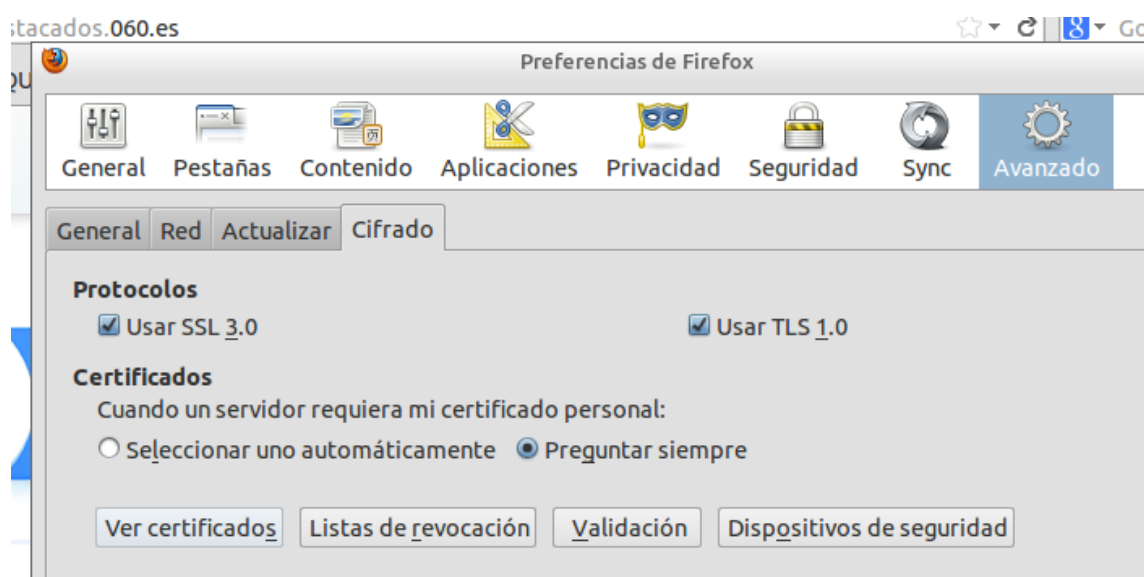 stacados.060.es
Preferencias de Firefox
General Pestañas Contenido Aplicaciones Privacidad Seguridad Sync Avanzado
General Red Actualizar Cifrado
Protocolos
Usar SSL 3.0 Usar TLS 1.0
Certificados
Cuando un servidor requiera mi certificado personal:
Seleccionar uno automáticamente Preguntar siempre
Ver certificados Listas de revocación Validación Dispositivos de seguridad